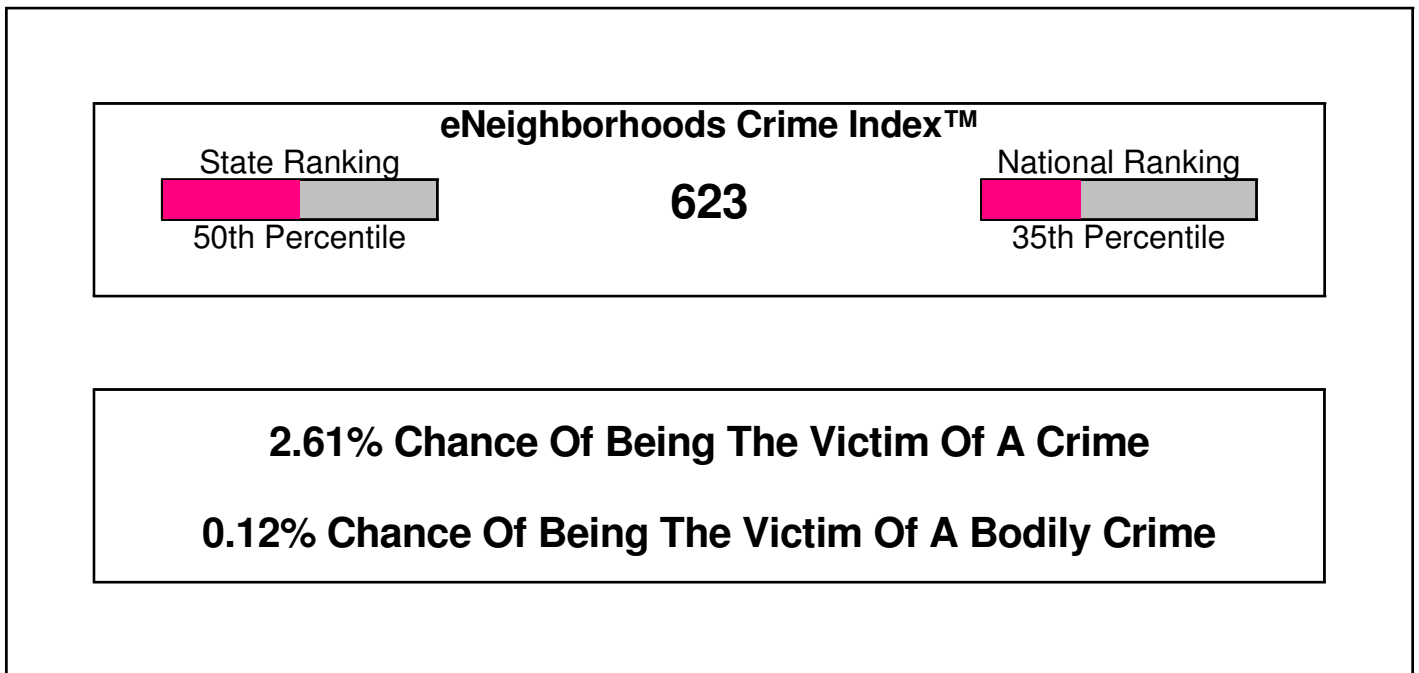 eNeighborhoods Crime Index™
State Ranking
623
National Ranking
50th Percentile
35th Percentile
2.61% Chance Of Being The Victim Of A Crime
0.12% Chance Of Being The Victim Of A Bodily Crime